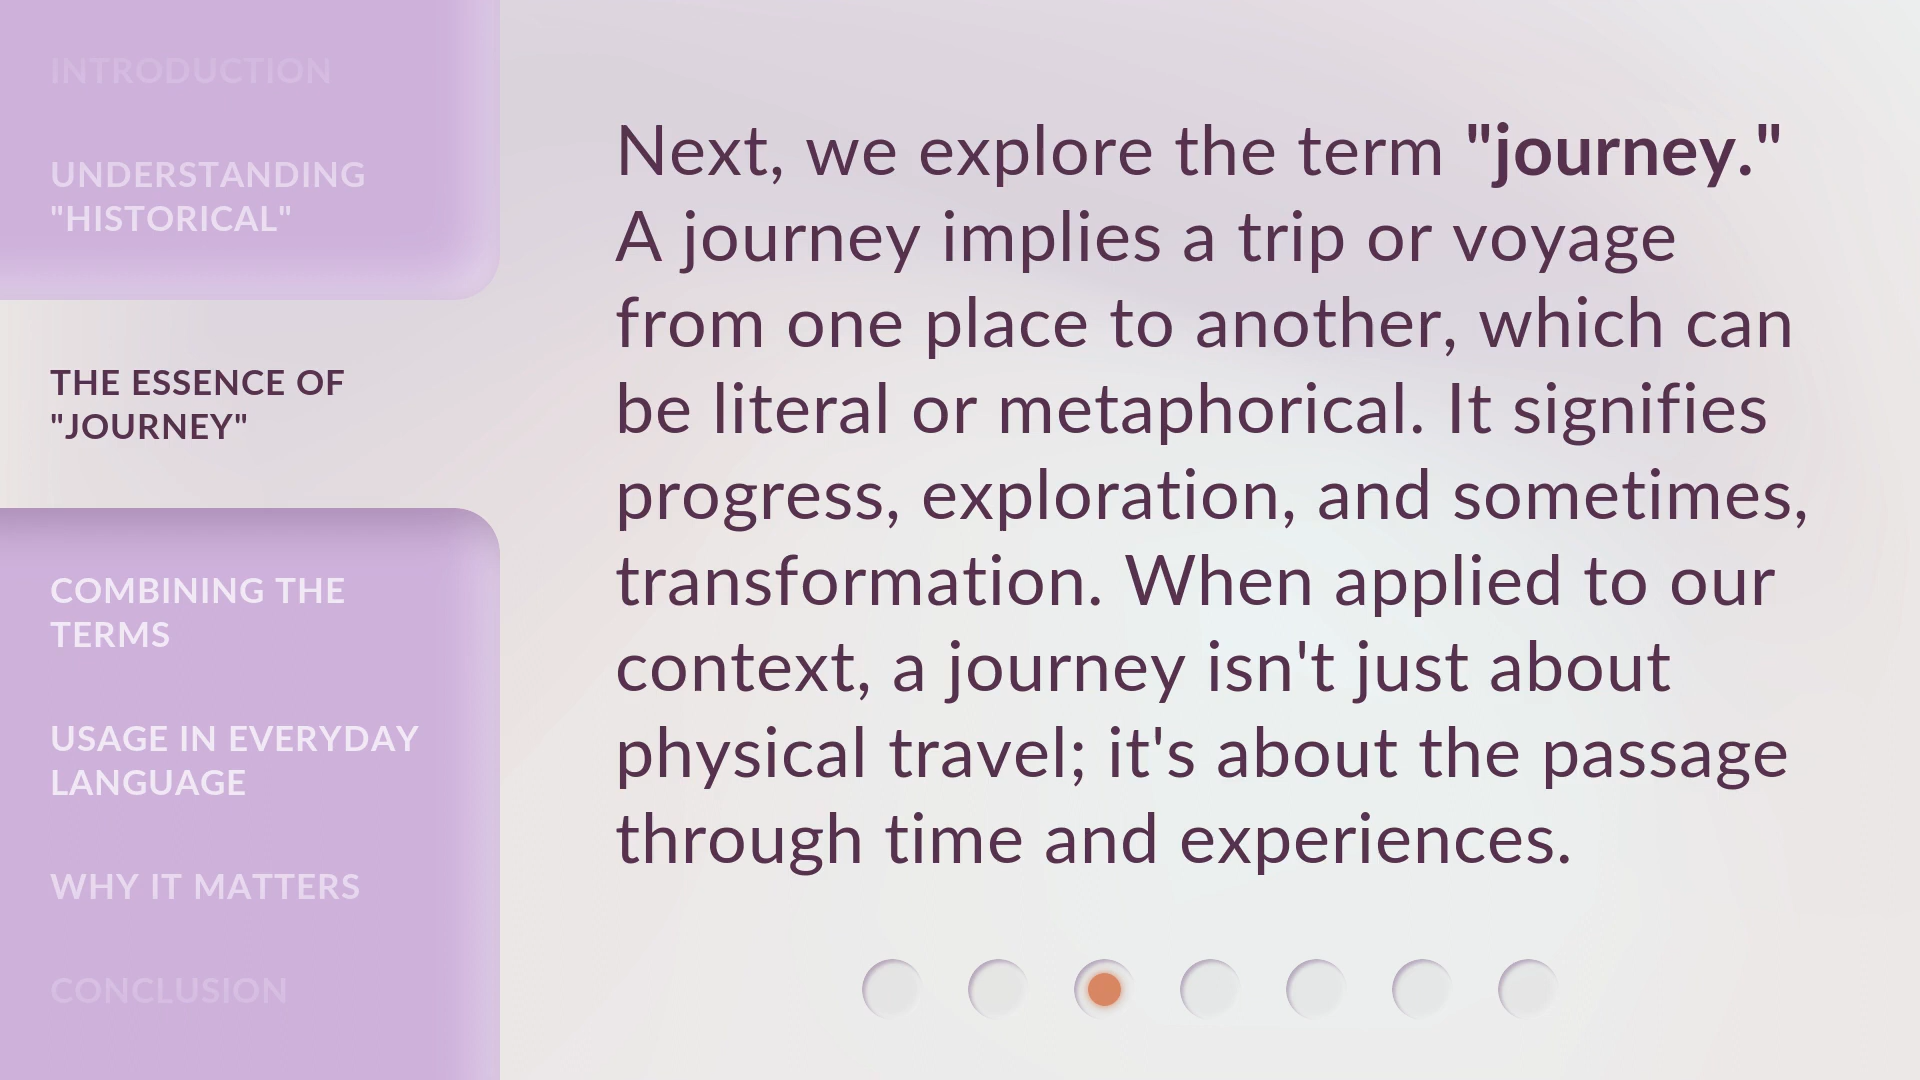 INTRODUCTION
UNDERSTANDING
"HISTORICAL"
THE ESSENCE OF
"JOURNEY"
COMBINING THE
TERMS
USAGE IN EVERYDAY
LANGUAGE
WHY IT MATTERS
CONCLUSION
Next, we explore the term "journey."
A journey implies a trip or voyage
from one place to another, which can
be literal or metaphorical. It signifies
progress, exploration, and sometimes,
transformation. When applied to our
context, a journey isn't just about
physical travel; it's about the passage
through time and experiences.